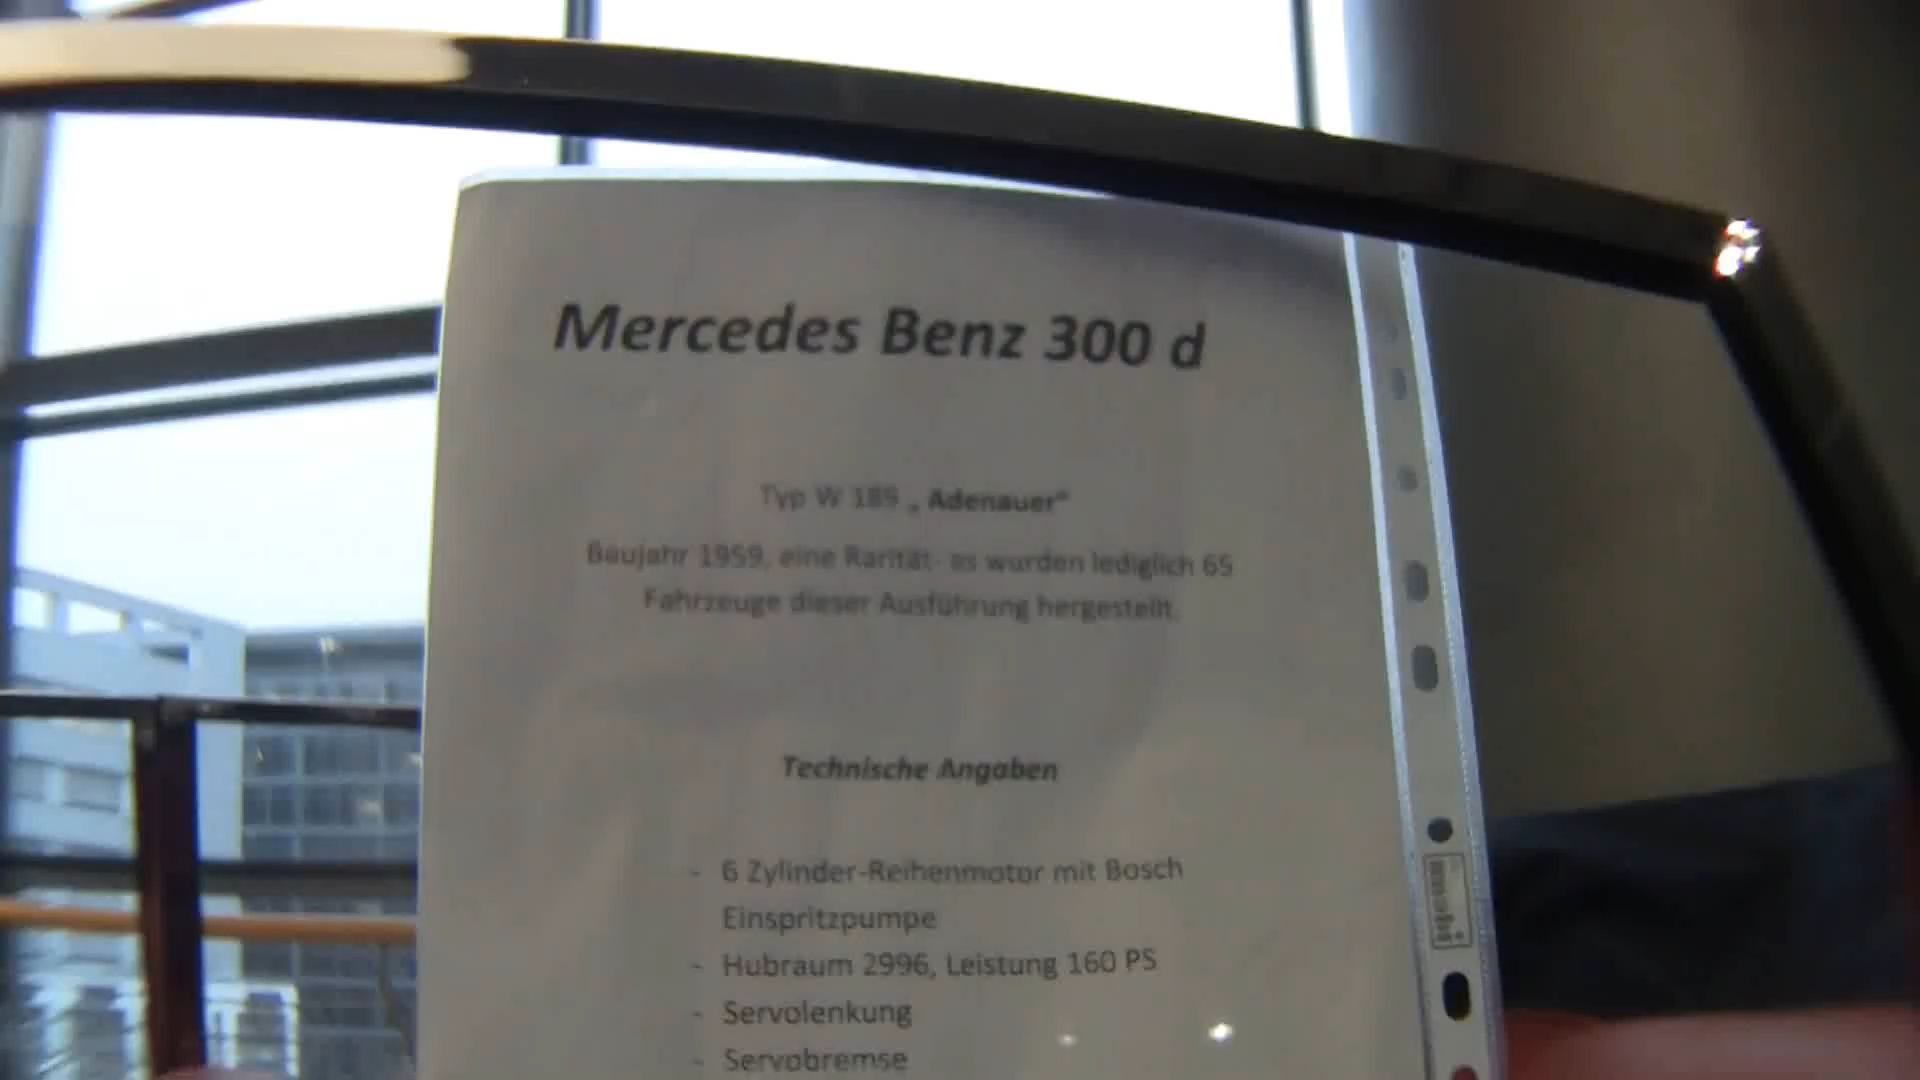 Mercedes Benz 300 d
Typ W 189 „ Adenauer“
Baujahr 1959, eine Rarität- es wurden lediglich 65
Fahrzeuge dieser Ausführung hergestellt.
Technische Angaben
- 6 Zylinder-Reihenmotor mit Bosch
Einspritzpumpe
- Hubraum 2996, Leistung 160 PS
- Servolenkung
- Servobremse